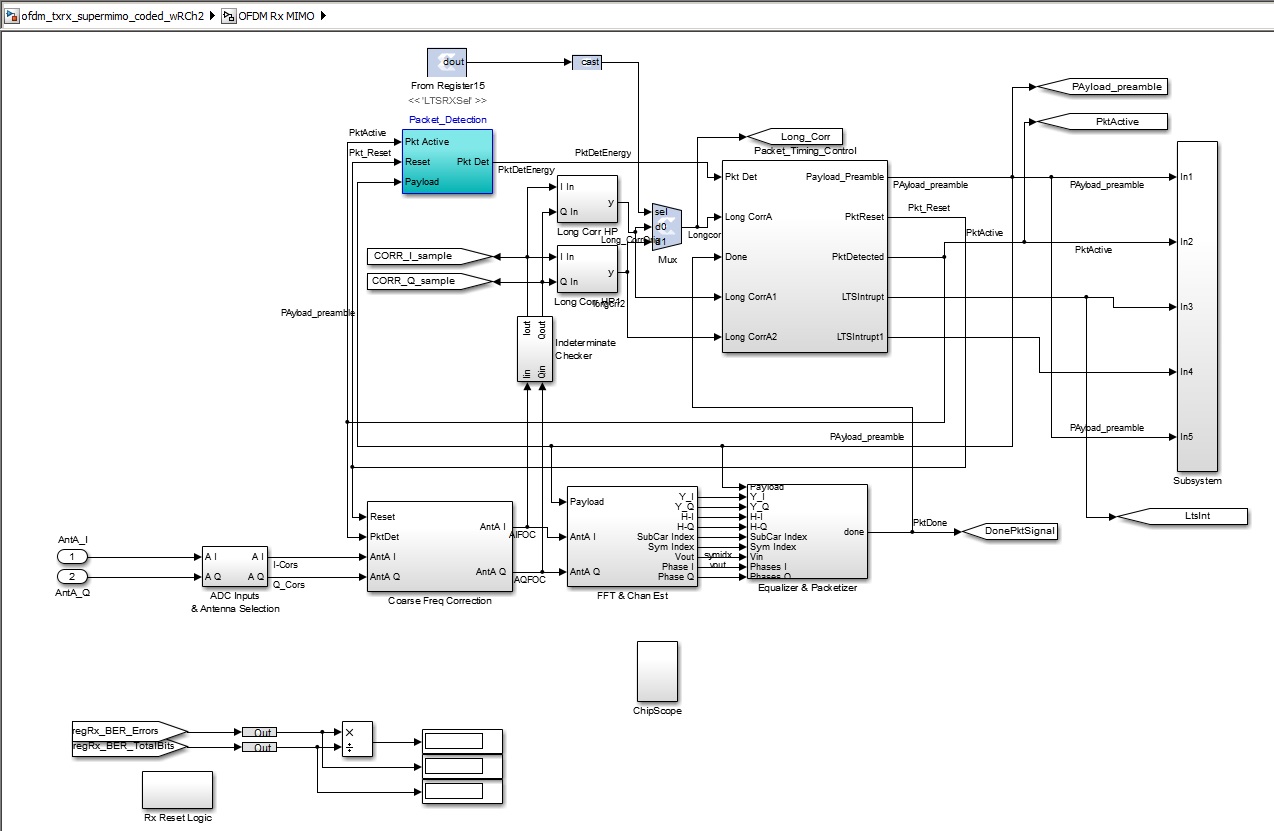 ofdm_txrx_supermimo_coded_wRCh2 OFDM Rx MIMO
dout
cast
From Register15
<< 'LTSRXSel' >>
Packet_Detection
PktActive
Pkt_Reset
Pkt Active
Reset
Payload
Pkt Det
PktDetEnergy
PktDetEnergy
I In
Q In
y
Long Corr HP
I In
Q In
y
sel
d0
d1
Mux
Longcor
Long_Corr
Packet_Timing_Control
Pkt Det
Long CorrA
Done
Long CorrA1
Long CorrA2
Payload_Preamble
PktReset
PktDetected
LTSIntrupt
LTSIntrupt1
PAyload_preamble
Pkt_Reset
PktActive
PAyload_preamble
PktActive
PAyload_preamble
PktActive
PAyload_preamble
In1
In2
In3
In4
In5
Subsystem
LtsInt
CORR_I_sample
CORR_Q_sample
PAyload_preamble
Iout
Qout
Iin
Qin
Indeterminate
Checker
PAyload_preamble
AntA_I
1
2
AntA_Q
A I
A Q
A I
A Q
ADC Inputs
& Antenna Selection
I-Cors
Q_Cors
Reset
PktDet
AntA I
AntA Q
AntA I
AntA Q
Coarse Freq Correction
AIFOC
AQFOC
Payload
AntA I
AntA Q
Y_I
Y_Q
H-I
H-Q
SubCar Index
Sym Index
Vout
Phase I
Phase Q
FFT & Chan Est
symidx
vout
Payload
Y_I
Y_Q
H-I
H-Q
SubCar Index
Sym Index
Vin
Phases I
Phases Q
done
Equalizer & Packetizer
PktDone
DonePktSignal
ChipScope
regRx_BER_Errors
regRx_BER_TotalBits
Out
Out
×
÷
Rx Reset Logic